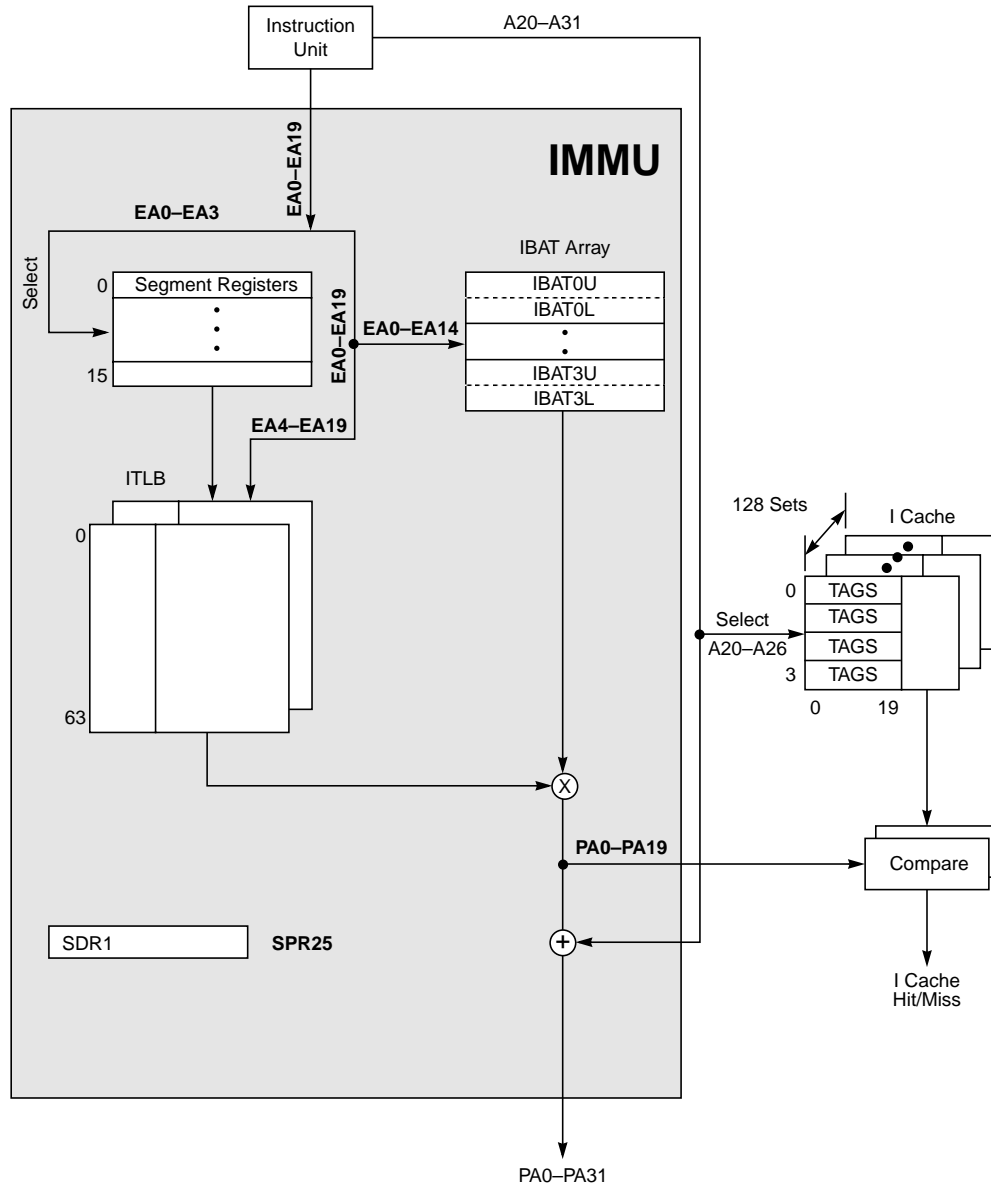 Instruction
Unit
A20–A31
IMMU
EA0–EA19
EA0–EA3
Select
0
Segment Registers
15
EA0–EA19
EA0–EA14
IBAT Array
IBAT0U
IBAT0L
IBAT3U
IBAT3L
EA4–EA19
ITLB
0
63
128 Sets
I Cache
0
TAGS
TAGS
TAGS
3
TAGS
0
19
Select
A20–A26
X
PA0–PA19
Compare
+
SDR1
SPR25
I Cache
Hit/Miss
PA0–PA31